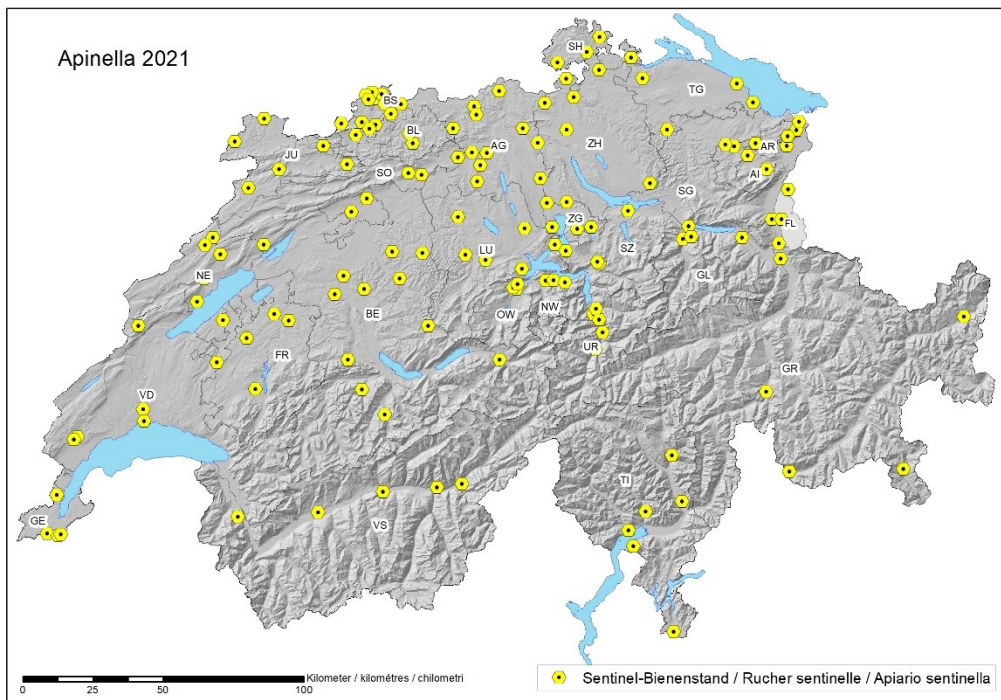 Apinella 2021
SH
TG
BS
BL
AG
ZH
AR
AI
JU
SO
SG
FL
ZG
LU
SZ
NE
GL
BE
OW
NW
UR
FR
GR
VD
TI
VS
GE
Kilometer / kilométres / chilometri
0 25 50 100
Sentinel-Bienenstand / Rucher sentinelle / Apiario sentinella